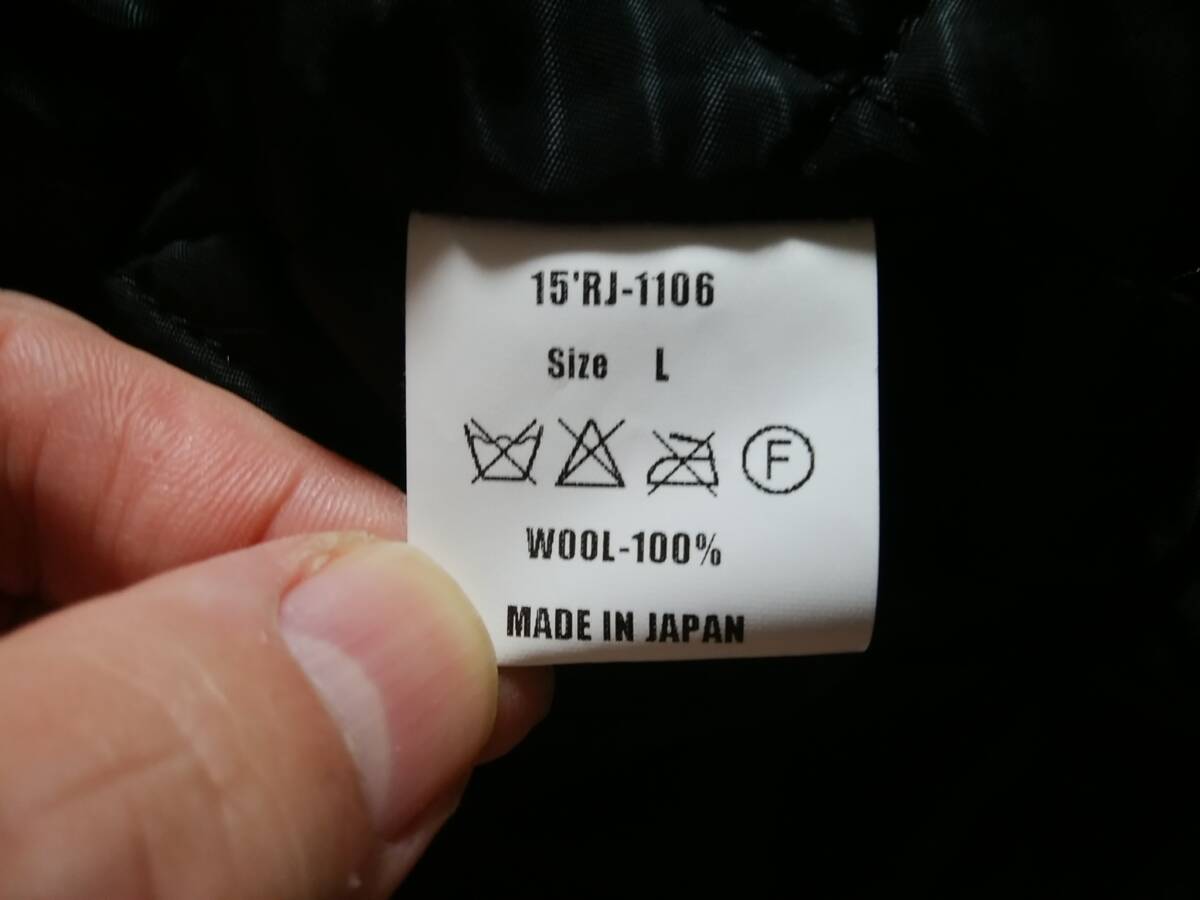 15'RJ-1106
Size L
F
WOOL-100%
MADE IN JAPAN